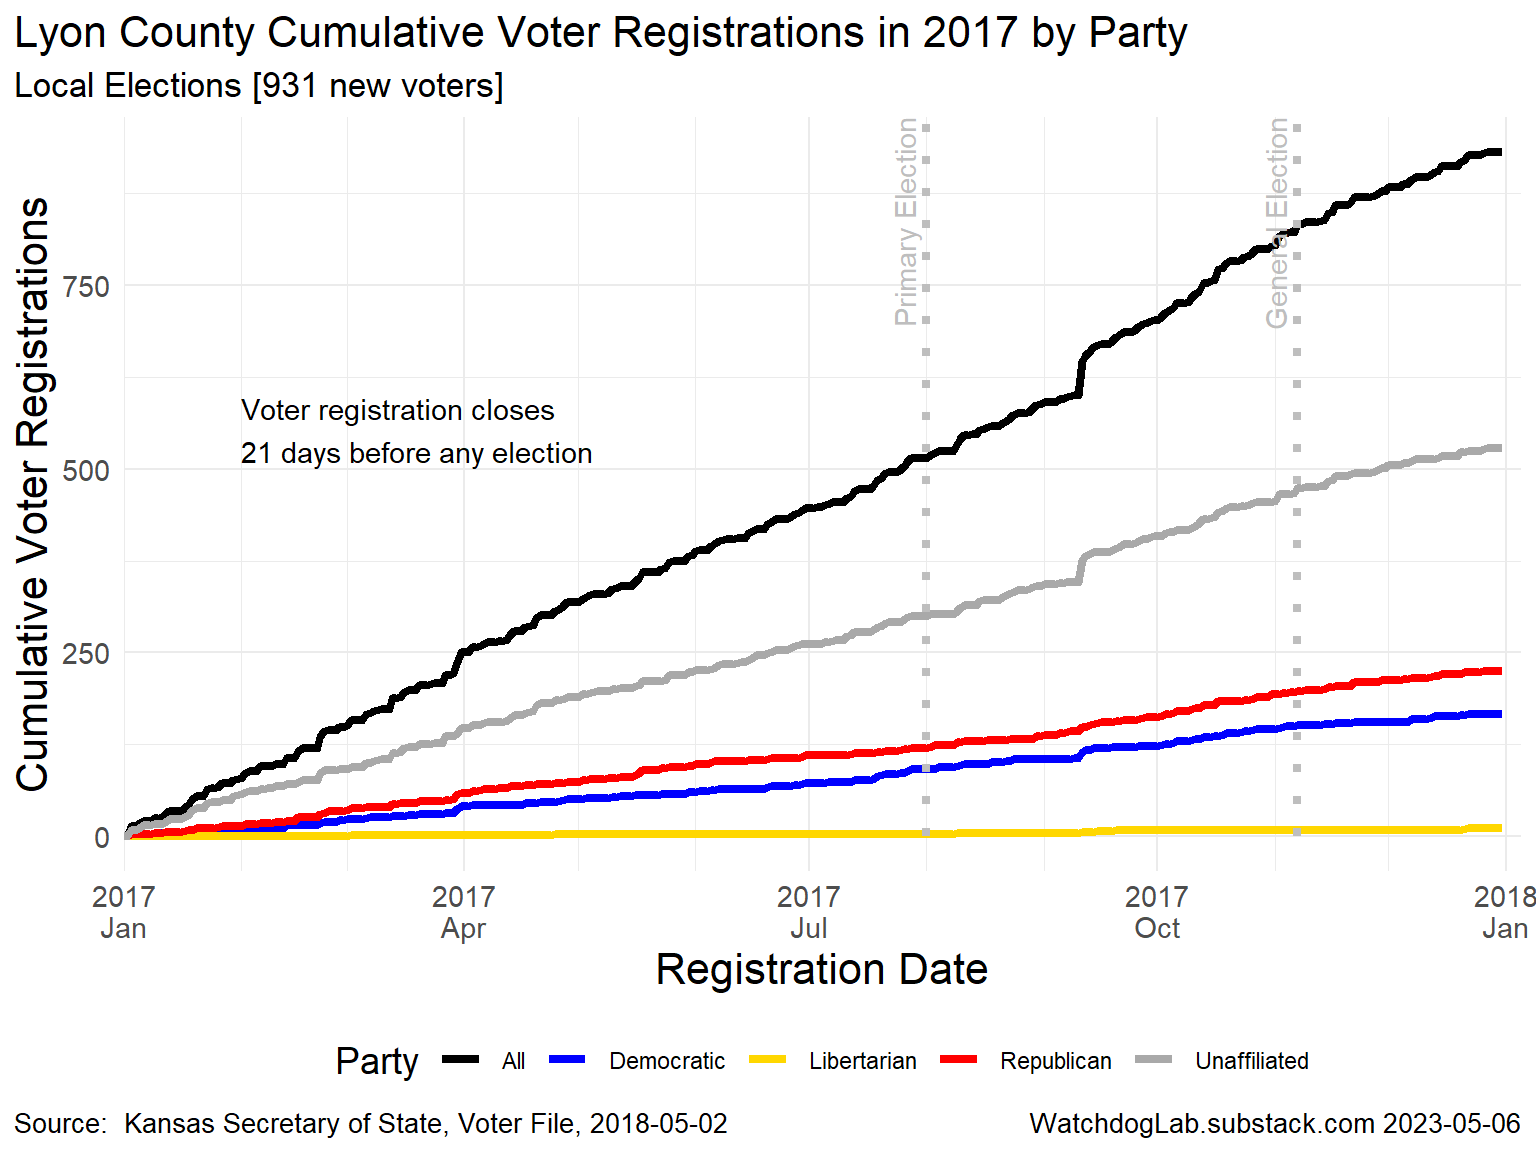 Lyon County Cumulative Voter Registrations in 2017 by Party
Local Elections [931 new voters]
Cumulative Voter Registrations
750
500
250
0
Primary Election
General Election
Voter registration closes
21 days before any election
2017 2017 2017 2017 2018
Jan Apr Jul Oct Jan
Registration Date
Party All Democratic Libertarian Republican Unaffiliated
Source: Kansas Secretary of State, Voter File, 2018-05-02
WatchdogLab.substack.com 2023-05-06